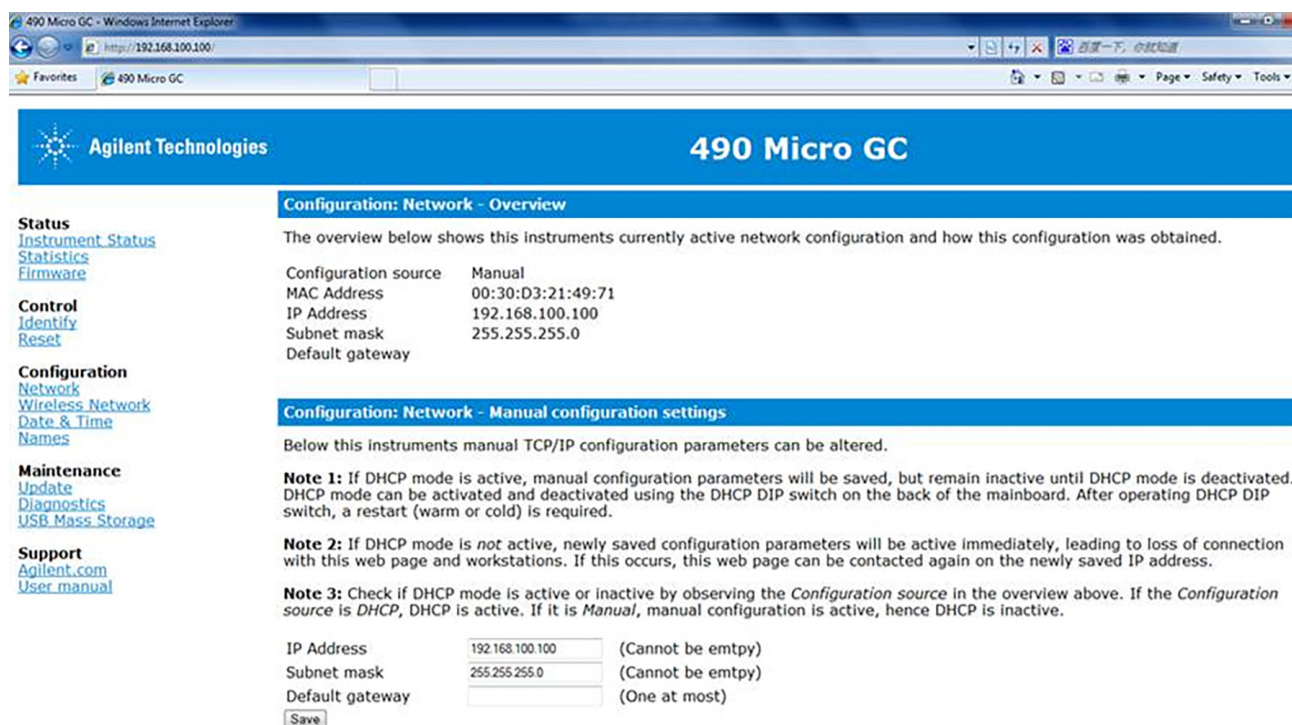 490 Micro GC - Windows Internet Explorer
http://192.168.100.100/
百度一下，你就知道
Favorites 490 Micro GC
Page Safety Tools
Agilent Technologies
490 Micro GC
Status
Instrument Status
Statistics
Firmware
Control
Identify
Reset
Configuration
Network
Wireless Network
Date & Time
Names
Maintenance
Update
Diagnostics
USB Mass Storage
Support
Agilent.com
User manual
Configuration: Network - Overview
The overview below shows this instruments currently active network configuration and how this configuration was obtained.
Configuration source Manual
MAC Address 00:30:D3:21:49:71
IP Address 192.168.100.100
Subnet mask 255.255.255.0
Default gateway
Configuration: Network - Manual configuration settings
Below this instruments manual TCP/IP configuration parameters can be altered.
Note 1: If DHCP mode is active, manual configuration parameters will be saved, but remain inactive until DHCP mode is deactivated.
DHCP mode can be activated and deactivated using the DHCP DIP switch on the back of the mainboard. After operating DHCP DIP
switch, a restart (warm or cold) is required.
Note 2: If DHCP mode is not active, newly saved configuration parameters will be active immediately, leading to loss of connection
with this web page and workstations. If this occurs, this web page can be contacted again on the newly saved IP address.
Note 3: Check if DHCP mode is active or inactive by observing the Configuration source in the overview above. If the Configuration
source is DHCP, DHCP is active. If it is Manual, manual configuration is active, hence DHCP is inactive.
IP Address 192.168.100.100 (Cannot be emtpy)
Subnet mask 255.255.255.0 (Cannot be emtpy)
Default gateway (One at most)
Save